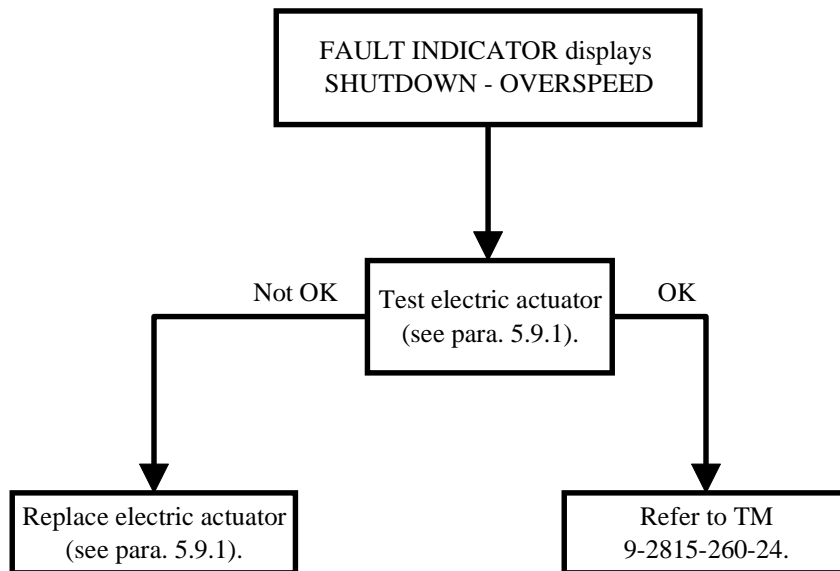 FAULT INDICATOR displays
SHUTDOWN - OVERSPEED
Not OK
Test electric actuator
(see para. 5.9.1).
OK
Replace electric actuator
(see para. 5.9.1).
Refer to TM
9-2815-260-24.